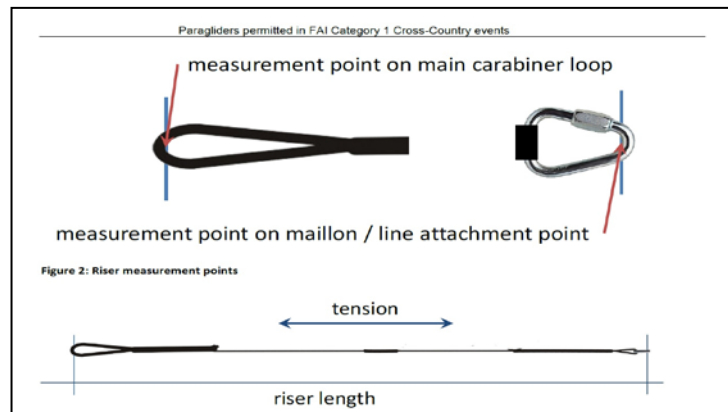 Paragliders permitted in FAI Category 1 Cross-Country events
measurement point on main carabiner loop
measurement point on maillon / line attachment point
Figure 2: Riser measurement points
tension
riser length